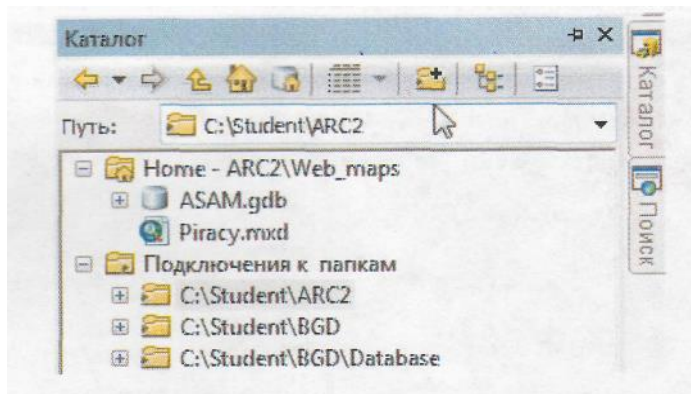 Каталог
Путь: C:\Student\ARC2
Home - ARC2\Web_maps
ASAM.gdb
Piracy.mxd
Подключения к папкам
C:\Student\ARC2
C:\Student\BGD
C:\Student\BGD\Database
Каталог
Поиск